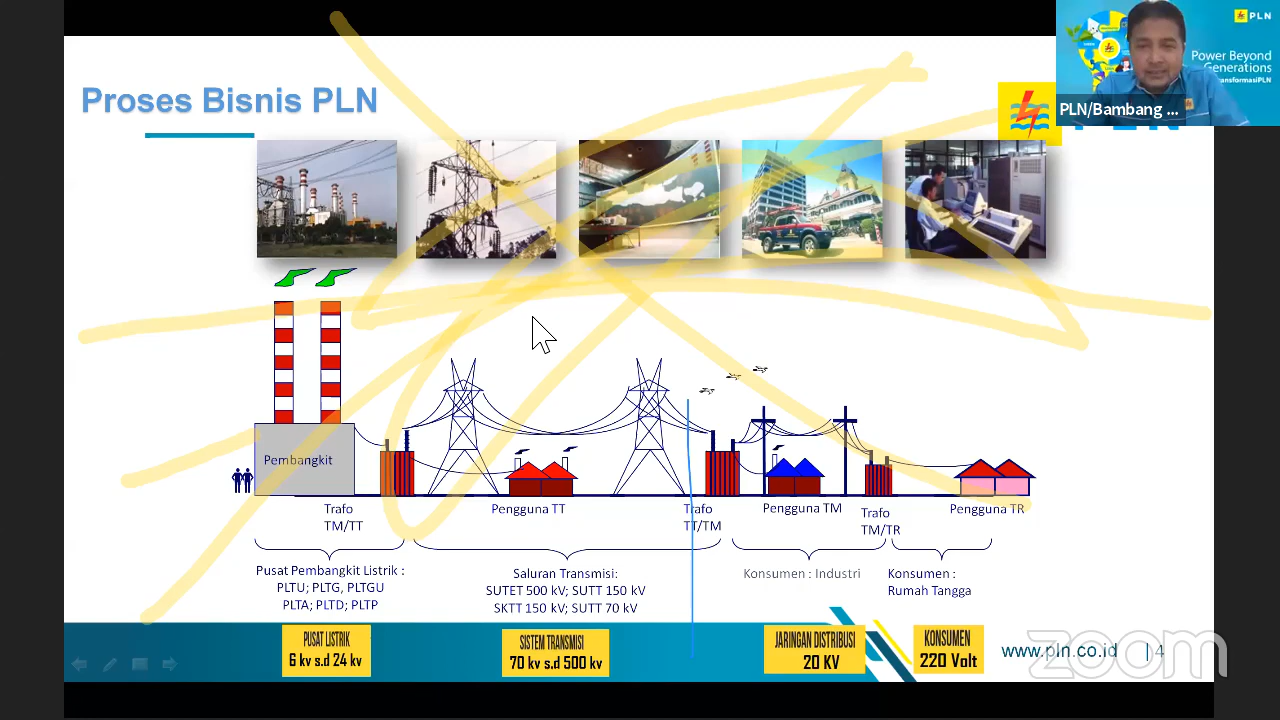 PLN
Power Beyond
Generations
#transformasiPLN
PLN/Bambang ...
Proses Bisnis PLN
PLN
Pembangkit
Trafo
TM/TT
Pengguna TT
Trafo
TT/TM
Pengguna TM
Trafo
TM/TR
Pengguna TR
Pusat Pembangkit Listrik :
PLTU; PLTG, PLTGU
PLTA; PLTD; PLTP
Saluran Transmisi:
SUTET 500 kV; SUTT 150 kV
SKTT 150 kV; SUTT 70 kV
Konsumen : Industri
Konsumen :
Rumah Tangga
PUSAT LISTRIK
6 kv s.d 24 kv
SISTEM TRANSMISI
70 kv s.d 500 kv
JARINGAN DISTRIBUSI
20 KV
KONSUMEN
220 Volt
www.pln.co.id |4
zoom